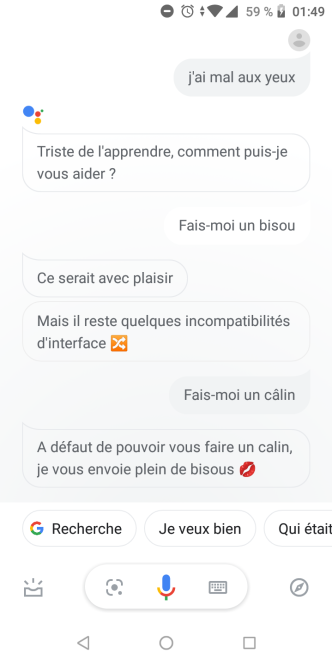 59 % 01:49
j'ai mal aux yeux
Triste de l'apprendre, comment puis-je
vous aider ?
Fais-moi un bisou
Ce serait avec plaisir
Mais il reste quelques incompatibilités
d'interface 🔀
Fais-moi un câlin
A défaut de pouvoir vous faire un calin,
je vous envoie plein de bisous 💋
Recherche Je veux bien Qui était